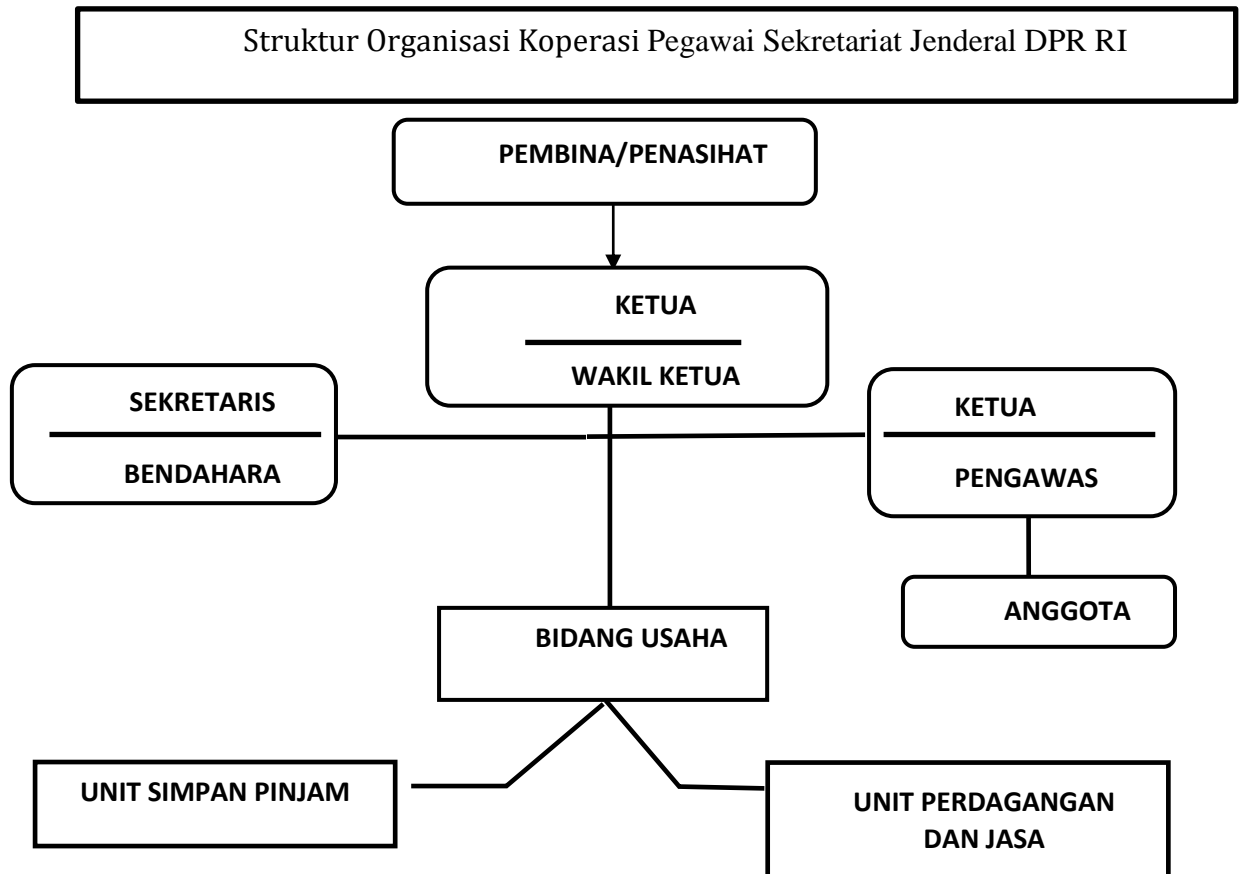 Struktur Organisasi Koperasi Pegawai Sekretariat Jenderal DPR RI
PEMBINA/PENASIHAT
KETUA
WAKIL KETUA
SEKRETARIS
BENDAHARA
KETUA
PENGAWAS
ANGGOTA
BIDANG USAHA
UNIT SIMPAN PINJAM
UNIT PERDAGANGAN
DAN JASA